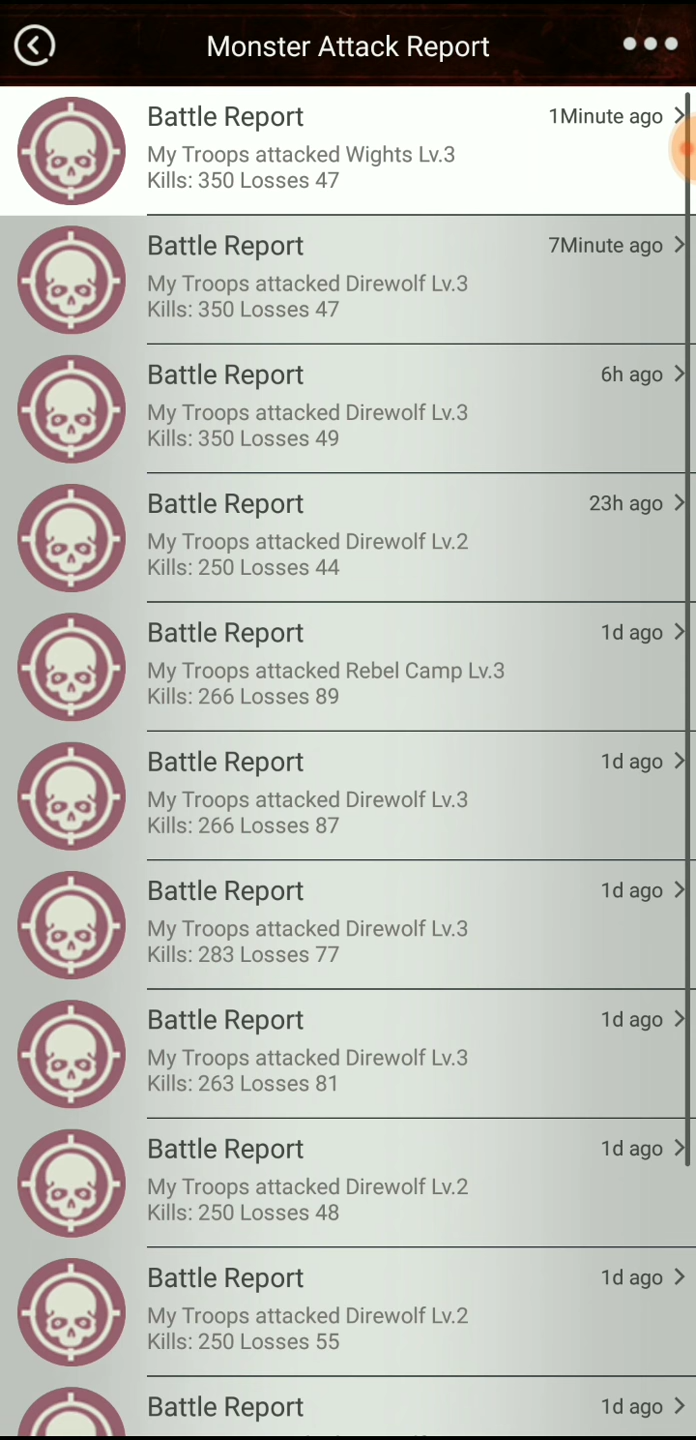 Monster Attack Report
Battle Report
1Minute ago
My Troops attacked Wights Lv.3
Kills: 350 Losses 47
Battle Report
7Minute ago
My Troops attacked Direwolf Lv.3
Kills: 350 Losses 47
Battle Report
6h ago
My Troops attacked Direwolf Lv.3
Kills: 350 Losses 49
Battle Report
23h ago
My Troops attacked Direwolf Lv.2
Kills: 250 Losses 44
Battle Report
1d ago
My Troops attacked Rebel Camp Lv.3
Kills: 266 Losses 89
Battle Report
1d ago
My Troops attacked Direwolf Lv.3
Kills: 266 Losses 87
Battle Report
1d ago
My Troops attacked Direwolf Lv.3
Kills: 283 Losses 77
Battle Report
1d ago
My Troops attacked Direwolf Lv.3
Kills: 263 Losses 81
Battle Report
1d ago
My Troops attacked Direwolf Lv.2
Kills: 250 Losses 48
Battle Report
1d ago
My Troops attacked Direwolf Lv.2
Kills: 250 Losses 55
Battle Report
1d ago